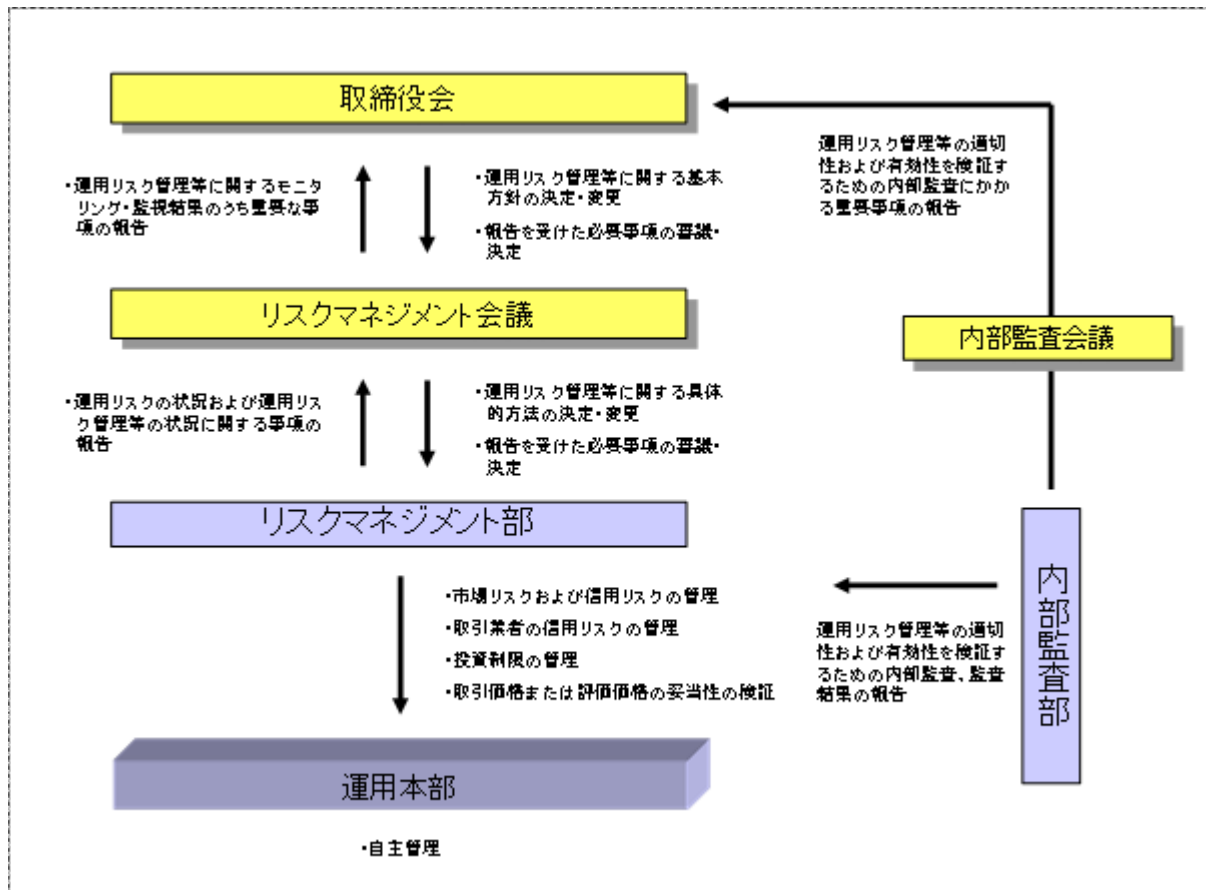 取締役会
・運用リスク管理等に関するモニ
タリング・監視結果のうち重要な事
項の報告
・運用リスク管理等に関する基本
方針の決定・変更
・報告を受けた必要事項の審議・
決定
運用リスク管理等の適切
性および有効性を検証す
るための内部監査にかか
る重要事項の報告
リスクマネジメント会議
内部監査会議
・運用リスクの状況および運用リス
ク管理等の状況に関する事項の
報告
・運用リスク管理等に関する具体
的方法の決定・変更
・報告を受けた必要事項の審議・
決定
リスクマネジメント部
内部監査部
・市場リスクおよび信用リスクの管理
・取引業者の信用リスクの管理
・投資制限の管理
・取引価格または評価価格の妥当性の検証
運用リスク管理等の適切
性および有効性を検証す
るための内部監査、監査
結果の報告
運用本部
・自主管理